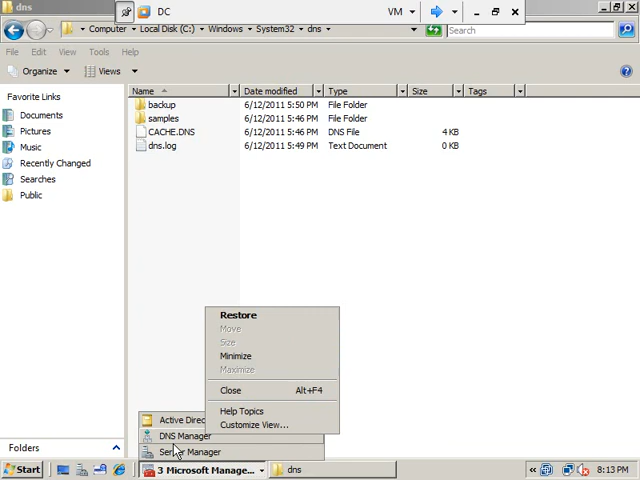 dns
DC
VM
Computer Local Disk (C:) Windows System32 dns
Search
File Edit View Tools Help
Organize Views
Favorite Links
Documents
Pictures
Music
Recently Changed
Searches
Public
Folders
Name Date modified Type Size Tags
backup 6/12/2011 5:50 PM File Folder
samples 6/12/2011 5:46 PM File Folder
CACHE.DNS 6/12/2011 5:46 PM DNS File 4 KB
dns.log 6/12/2011 5:49 PM Text Document 0 KB
Restore
Move
Size
Minimize
Maximize
Close Alt+F4
Help Topics
Customize View...
Active Direc
DNS Manager
Server Manager
Start 3 Microsoft Manage... dns « 8:13 PM